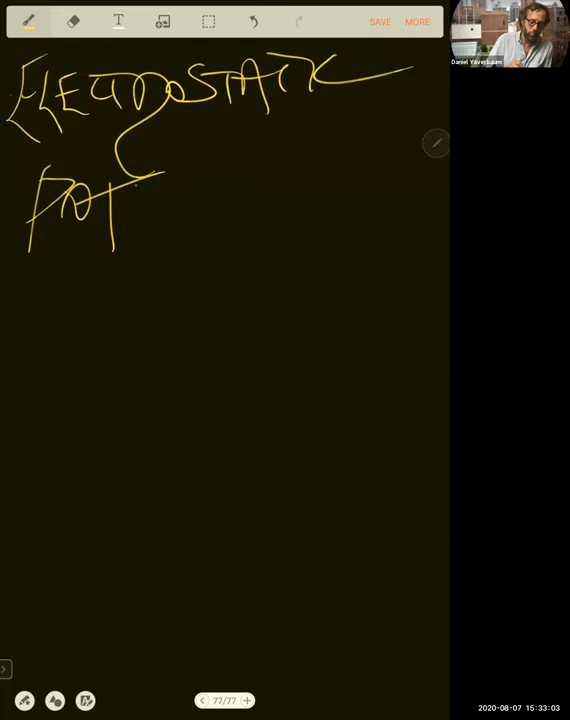 SAVE MORE
Daniel Yaverbaum
ELECTROSTATIC
POT
77/77
2020-08-07 15:33:03